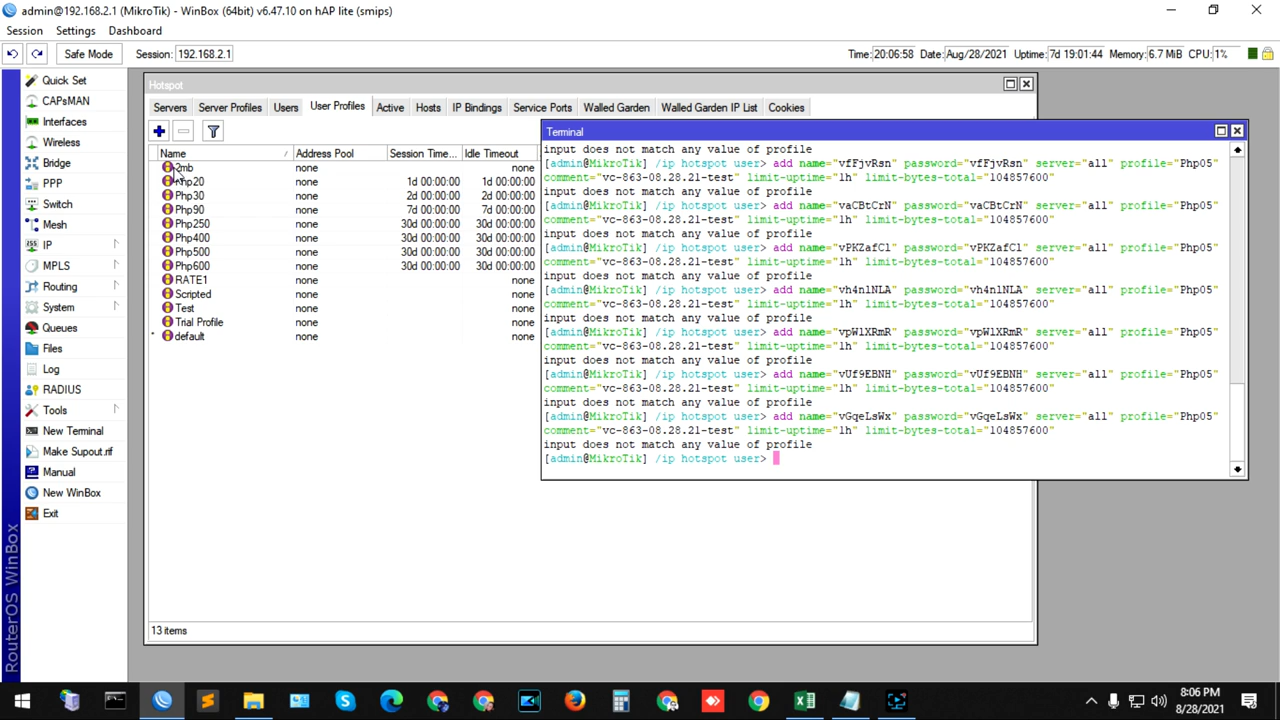 admin@192.168.2.1 (MikroTik) - WinBox (64bit) v6.47.10 on hAP lite (smips)
Session Settings Dashboard
Safe Mode Session: 192.168.2.1 Time: 20:06:58 Date: Aug/28/2021 Uptime: 7d 19:01:44 Memory: 6.7 MiB CPU: 1%
Quick Set
CAPsMAN
Interfaces
Wireless
Bridge
PPP
Switch
Mesh
IP
MPLS
Routing
System
Queues
Files
Log
RADIUS
Tools
New Terminal
Make Supout.rif
Manual
New WinBox
Exit
RouterOS WinBox
Hotspot
Servers Server Profiles Users User Profiles Active Hosts IP Bindings Service Ports Walled Garden Walled Garden IP List Cookies
Name / Address Pool Session Time... Idle Timeout
2mb none none
Php20 none 1d 00:00:00 1d 00:00:00
Php30 none 2d 00:00:00 2d 00:00:00
Php90 none 7d 00:00:00 7d 00:00:00
Php250 none 30d 00:00:00 30d 00:00:00
Php400 none 30d 00:00:00 30d 00:00:00
Php500 none 30d 00:00:00 30d 00:00:00
Php600 none 30d 00:00:00 30d 00:00:00
RATE1 none none
Scripted none none
Test none none
Trial Profile none none
* default none none
13 items
Terminal
input does not match any value of profile
[admin@MikroTik] /ip hotspot user> add name="vfFjvRsn" password="vfFjvRsn" server="all" profile="Php05"
comment="vc-863-08.28.21-test" limit-uptime="1h" limit-bytes-total="104857600"
input does not match any value of profile
[admin@MikroTik] /ip hotspot user> add name="vaCBtCrN" password="vaCBtCrN" server="all" profile="Php05"
comment="vc-863-08.28.21-test" limit-uptime="1h" limit-bytes-total="104857600"
input does not match any value of profile
[admin@MikroTik] /ip hotspot user> add name="vPKZafCl" password="vPKZafCl" server="all" profile="Php05"
comment="vc-863-08.28.21-test" limit-uptime="1h" limit-bytes-total="104857600"
input does not match any value of profile
[admin@MikroTik] /ip hotspot user> add name="vh4nlNLA" password="vh4nlNLA" server="all" profile="Php05"
comment="vc-863-08.28.21-test" limit-uptime="1h" limit-bytes-total="104857600"
input does not match any value of profile
[admin@MikroTik] /ip hotspot user> add name="vpWlXRmR" password="vpWlXRmR" server="all" profile="Php05"
comment="vc-863-08.28.21-test" limit-uptime="1h" limit-bytes-total="104857600"
input does not match any value of profile
[admin@MikroTik] /ip hotspot user> add name="vUf9EBNH" password="vUf9EBNH" server="all" profile="Php05"
comment="vc-863-08.28.21-test" limit-uptime="1h" limit-bytes-total="104857600"
input does not match any value of profile
[admin@MikroTik] /ip hotspot user> add name="vGqeLsWx" password="vGqeLsWx" server="all" profile="Php05"
comment="vc-863-08.28.21-test" limit-uptime="1h" limit-bytes-total="104857600"
input does not match any value of profile
[admin@MikroTik] /ip hotspot user>
8:06 PM
8/28/2021